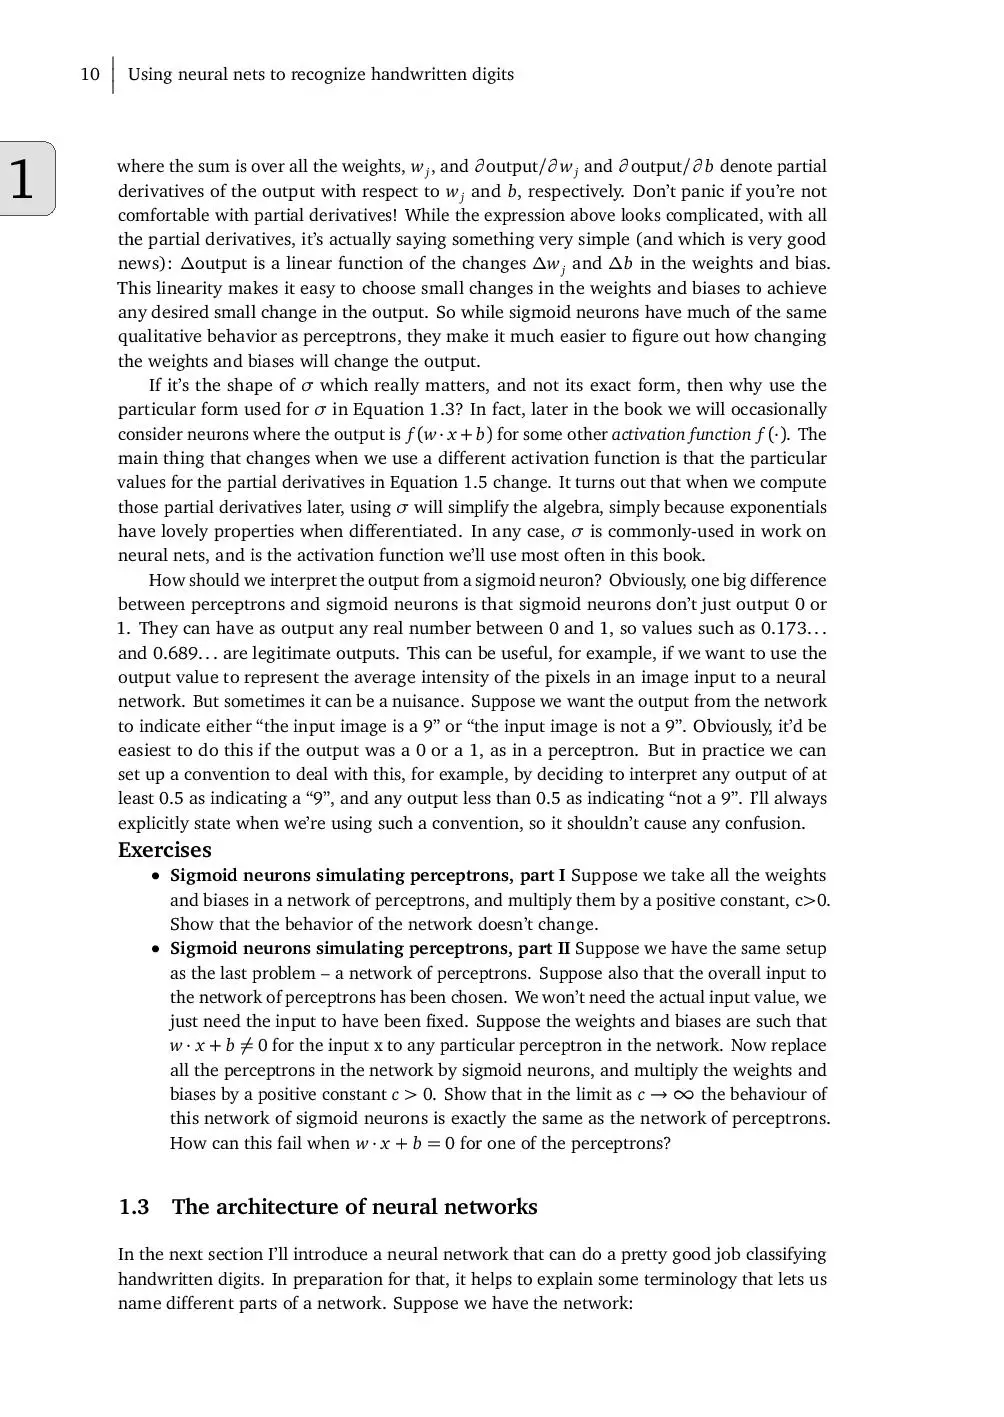 10 Using neural nets to recognize handwritten digits
1
where the sum is over all the weights, w_j, and ∂output/∂w_j and ∂output/∂b denote partial
derivatives of the output with respect to w_j and b, respectively. Don’t panic if you’re not
comfortable with partial derivatives! While the expression above looks complicated, with all
the partial derivatives, it’s actually saying something very simple (and which is very good
news): Δoutput is a linear function of the changes Δw_j and Δb in the weights and bias.
This linearity makes it easy to choose small changes in the weights and biases to achieve
any desired small change in the output. So while sigmoid neurons have much of the same
qualitative behavior as perceptrons, they make it much easier to figure out how changing
the weights and biases will change the output.
If it’s the shape of σ which really matters, and not its exact form, then why use the
particular form used for σ in Equation 1.3? In fact, later in the book we will occasionally
consider neurons where the output is f(w · x + b) for some other activation function f(·). The
main thing that changes when we use a different activation function is that the particular
values for the partial derivatives in Equation 1.5 change. It turns out that when we compute
those partial derivatives later, using σ will simplify the algebra, simply because exponentials
have lovely properties when differentiated. In any case, σ is commonly-used in work on
neural nets, and is the activation function we’ll use most often in this book.
How should we interpret the output from a sigmoid neuron? Obviously, one big difference
between perceptrons and sigmoid neurons is that sigmoid neurons don’t just output 0 or
1. They can have as output any real number between 0 and 1, so values such as 0.173…
and 0.689… are legitimate outputs. This can be useful, for example, if we want to use the
output value to represent the average intensity of the pixels in an image input to a neural
network. But sometimes it can be a nuisance. Suppose we want the output from the network
to indicate either “the input image is a 9” or “the input image is not a 9”. Obviously, it’d be
easiest to do this if the output was a 0 or a 1, as in a perceptron. But in practice we can
set up a convention to deal with this, for example, by deciding to interpret any output of at
least 0.5 as indicating a “9”, and any output less than 0.5 as indicating “not a 9”. I’ll always
explicitly state when we’re using such a convention, so it shouldn’t cause any confusion.
Exercises
• Sigmoid neurons simulating perceptrons, part I Suppose we take all the weights
and biases in a network of perceptrons, and multiply them by a positive constant, c>0.
Show that the behavior of the network doesn’t change.
• Sigmoid neurons simulating perceptrons, part II Suppose we have the same setup
as the last problem – a network of perceptrons. Suppose also that the overall input to
the network of perceptrons has been chosen. We won’t need the actual input value, we
just need the input to have been fixed. Suppose the weights and biases are such that
w · x + b ≠ 0 for the input x to any particular perceptron in the network. Now replace
all the perceptrons in the network by sigmoid neurons, and multiply the weights and
biases by a positive constant c > 0. Show that in the limit as c → ∞ the behaviour of
this network of sigmoid neurons is exactly the same as the network of perceptrons.
How can this fail when w · x + b = 0 for one of the perceptrons?
1.3 The architecture of neural networks
In the next section I’ll introduce a neural network that can do a pretty good job classifying
handwritten digits. In preparation for that, it helps to explain some terminology that lets us
name different parts of a network. Suppose we have the network: